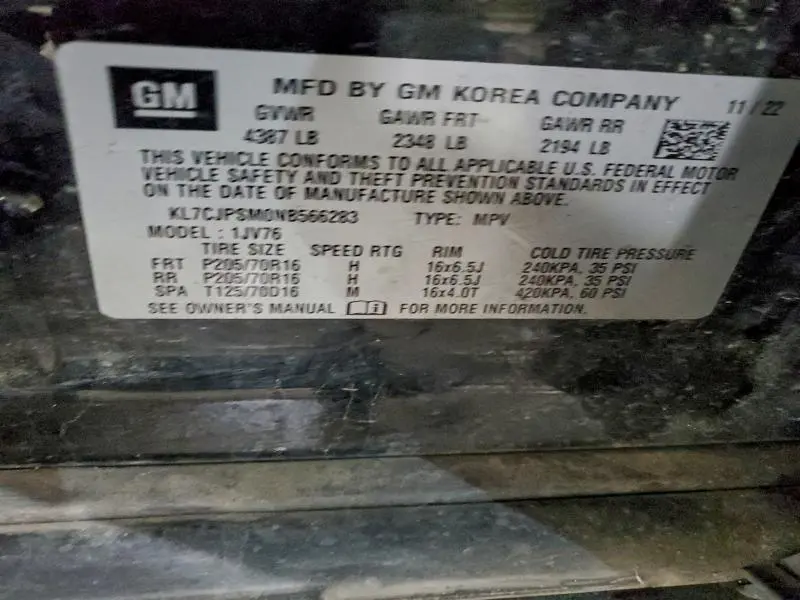 GM MFD BY GM KOREA COMPANY 11/22
GVWR GAWR FRT GAWR RR
4387 LB 2348 LB 2194 LB
THIS VEHICLE CONFORMS TO ALL APPLICABLE U.S. FEDERAL MOTOR
VEHICLE SAFETY AND THEFT PREVENTION STANDARDS IN EFFECT
ON THE DATE OF MANUFACTURE SHOWN ABOVE.
KL7CJPSM0NB566283 TYPE: MPV
MODEL : 1JV76
TIRE SIZE SPEED RTG RIM COLD TIRE PRESSURE
FRT P205/70R16 H 16x6.5J 240KPA, 35 PSI
RR P205/70R16 H 16x6.5J 240KPA, 35 PSI
SPA T125/70D16 M 16x4.0T 420KPA, 60 PSI
SEE OWNER'S MANUAL FOR MORE INFORMATION.